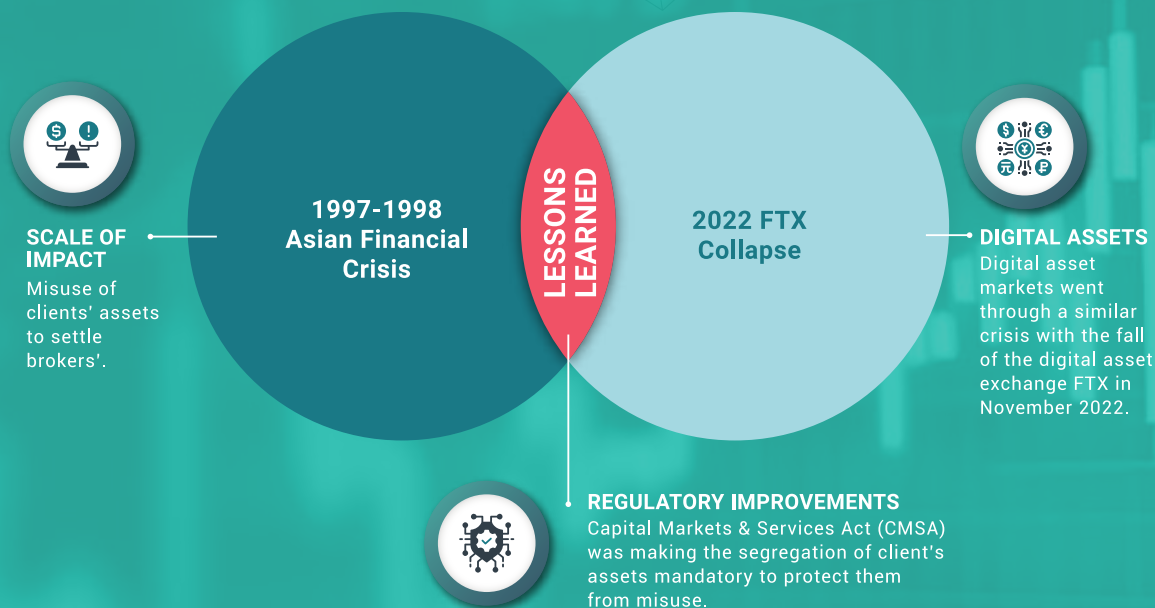 1997-1998
Asian Financial
Crisis
LESSONS
LEARNED
2022 FTX
Collapse
SCALE OF
IMPACT
Misuse of
clients' assets
to settle
brokers'.
DIGITAL ASSETS
Digital asset
markets went
through a similar
crisis with the fall
of the digital asset
exchange FTX in
November 2022.
REGULATORY IMPROVEMENTS
Capital Markets & Services Act (CMSA)
was making the segregation of client's
assets mandatory to protect them
from misuse.